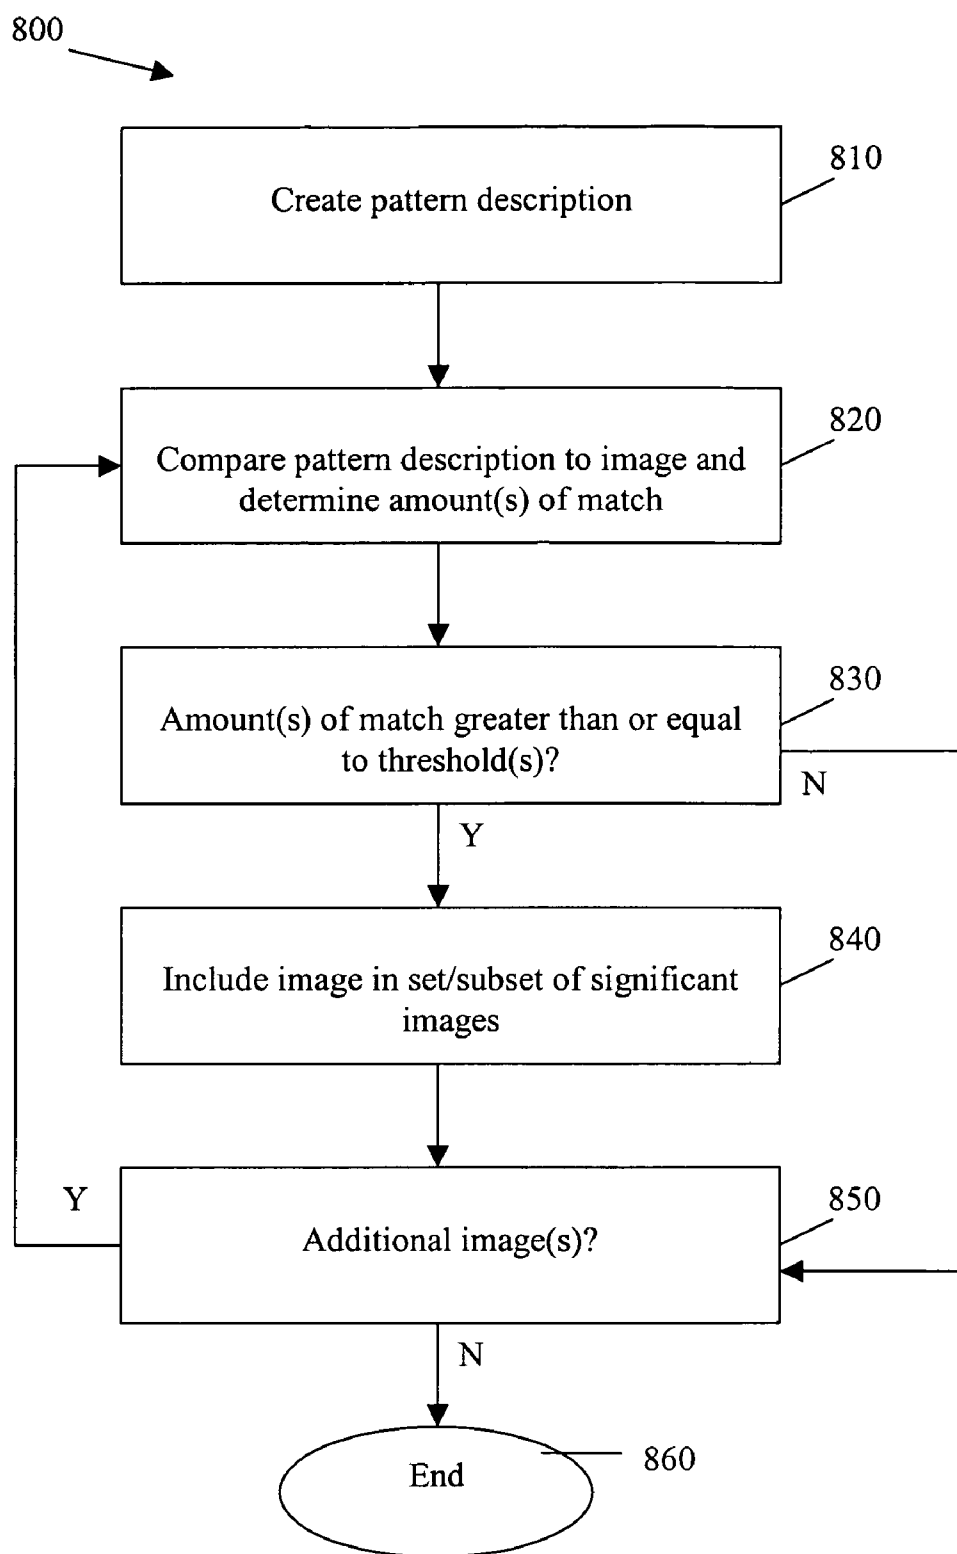 800
810
Create pattern description
820
Compare pattern description to image and
determine amount(s) of match
830
Amount(s) of match greater than or equal
to threshold(s)?
N
Y
840
Include image in set/subset of significant
images
Y
850
Additional image(s)?
N
860
End